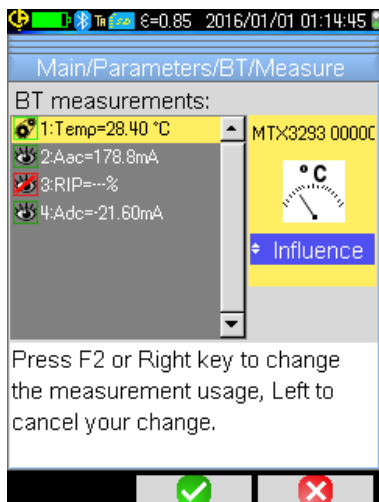 TR ε=0.85 2016/01/01 01:14:45
Main/Parameters/BT/Measure
BT measurements:
1:Temp=28.40 °C
2:Aac=178.8mA
3:RIP=---%
4:Adc=-21.60mA
MTX3293 0000
°C
Influence
Press F2 or Right key to change
the measurement usage, Left to
cancel your change.